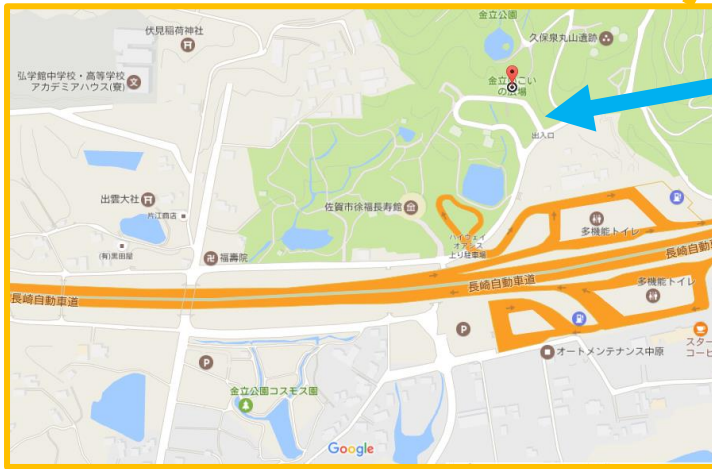 金立公園
伏見稲荷神社
久保泉丸山遺跡
弘学館中学校・高等学校
アカデミアハウス(寮)
金立いこい
の広場
出入口
出雲大社
片江商店
佐賀市徐福長寿館
多機能トイレ
ハイウェイ
オアシス
上り駐車場
(有)黒田屋
福壽院
長崎自動車
長崎自動車道
長崎自動車道
多機能トイレ
オートメンテナンス中原
スター
コーヒ
金立公園コスモス園
Google